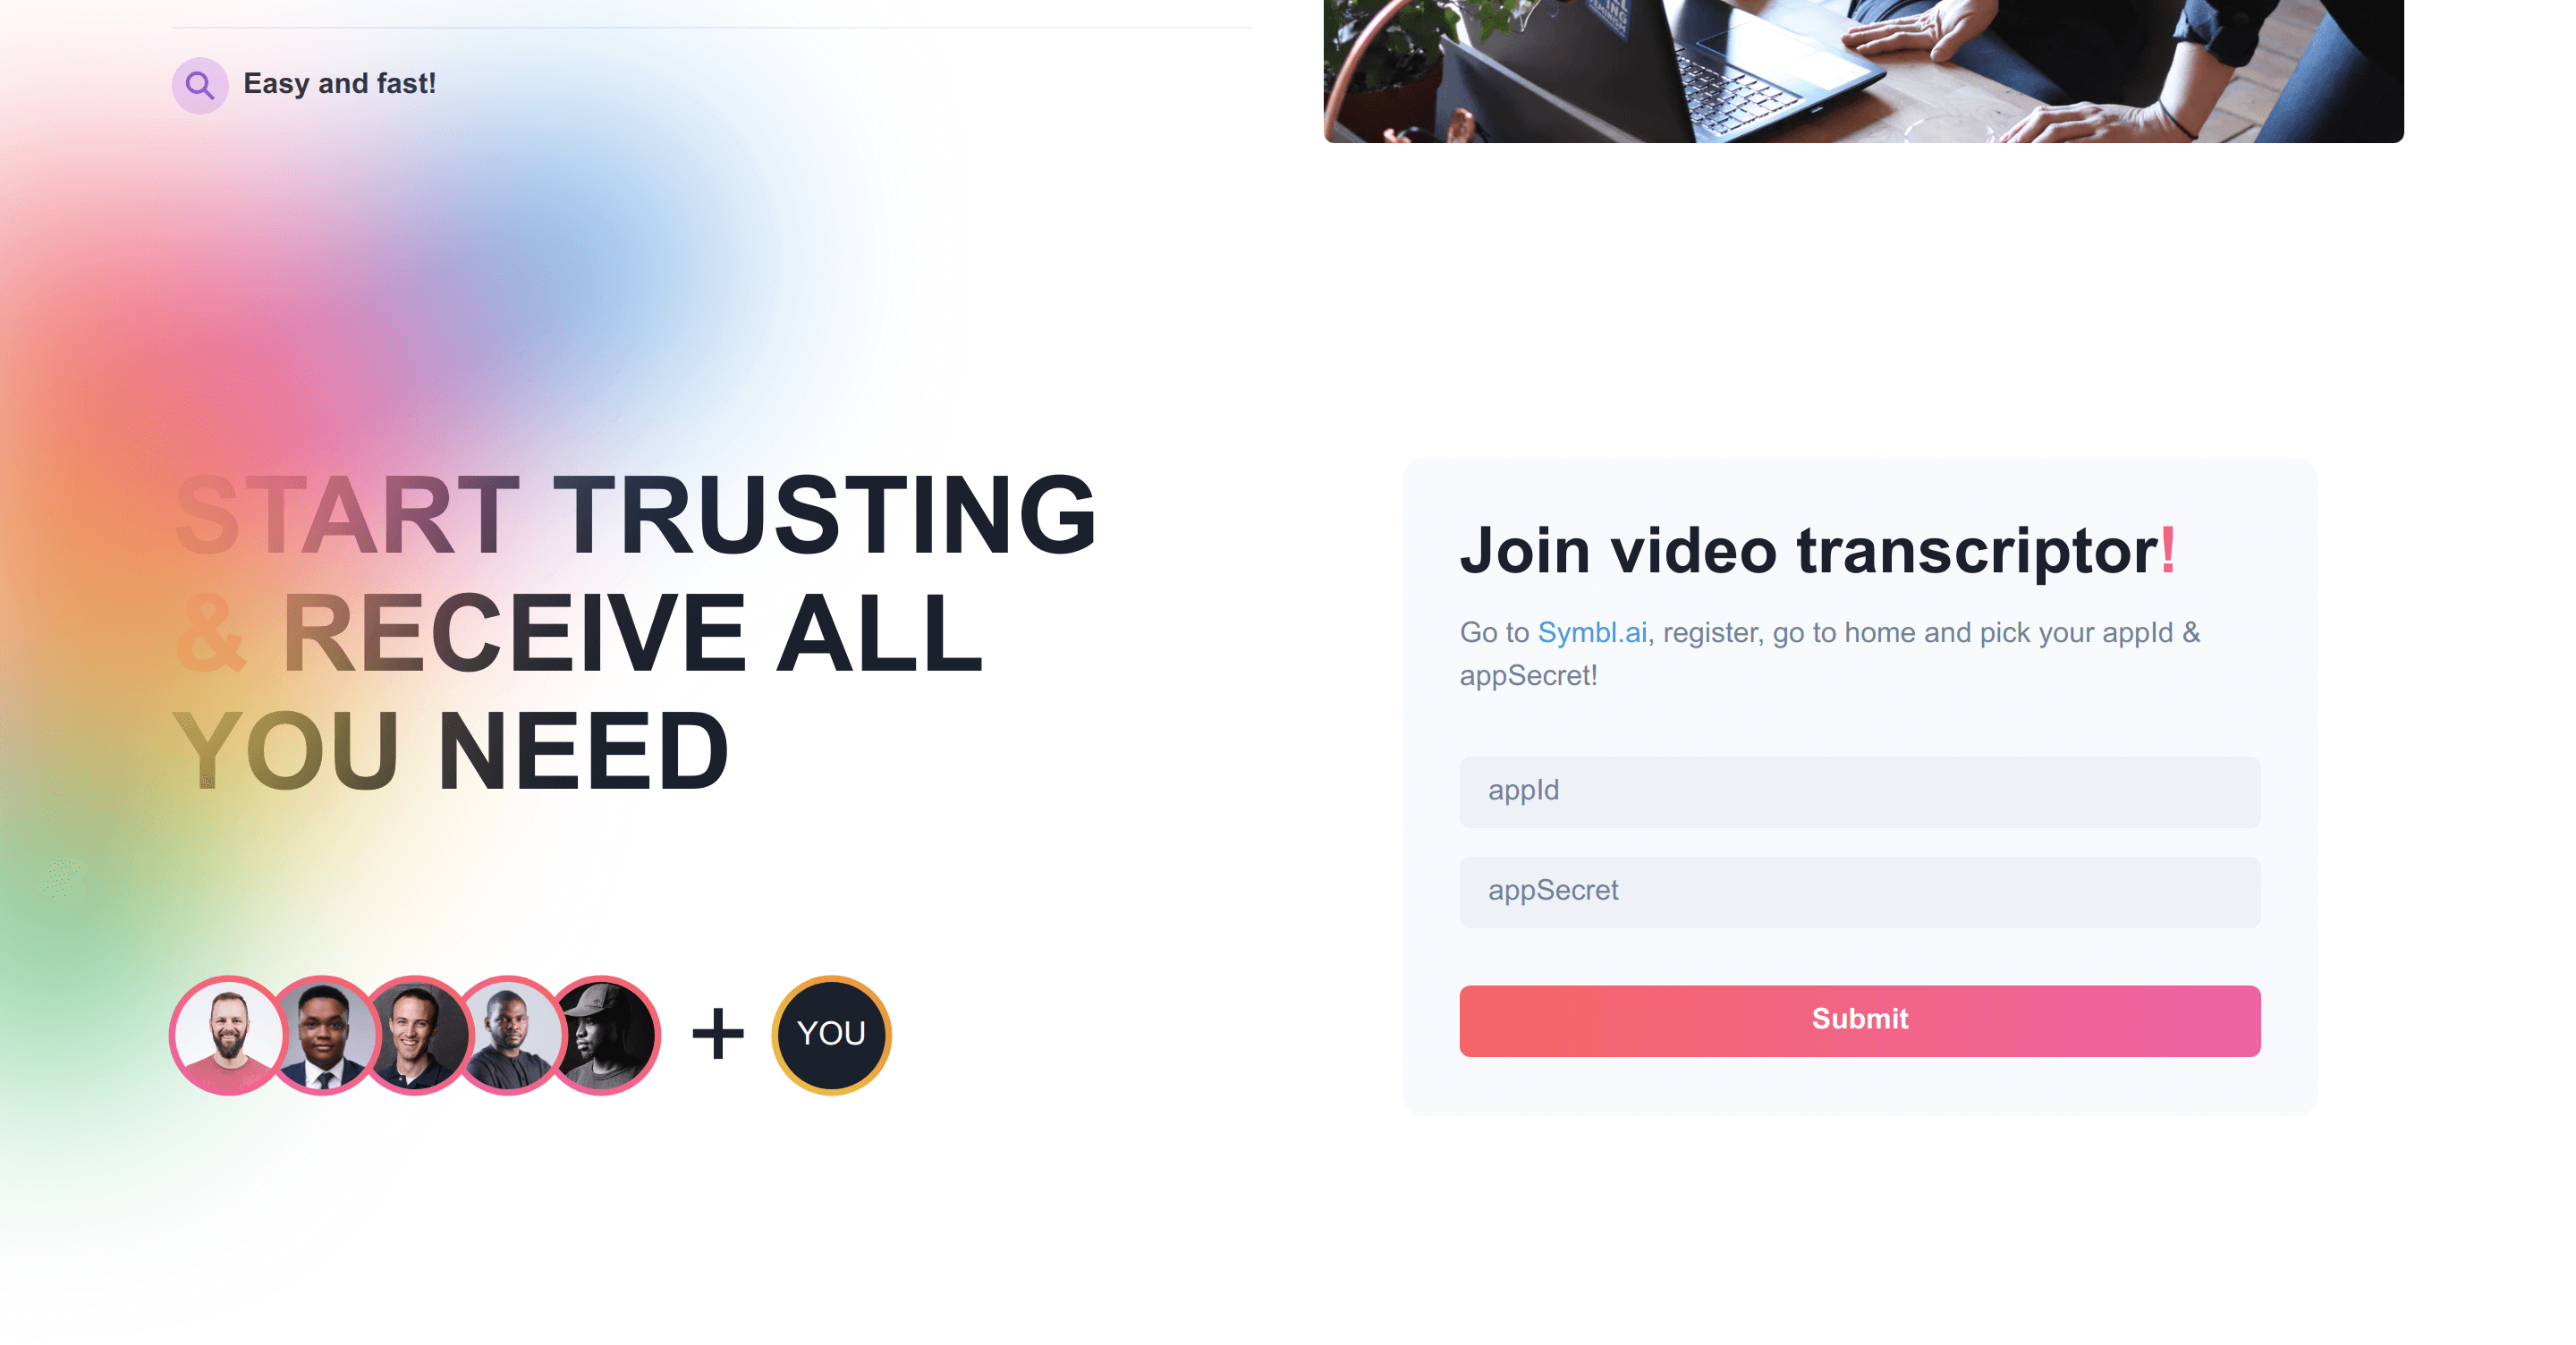 Easy and fast!
START TRUSTING
& RECEIVE ALL
YOU NEED
YOU
Join video transcriptor!
Go to Symbl.ai, register, go to home and pick your appId &
appSecret!
appId
appSecret
Submit